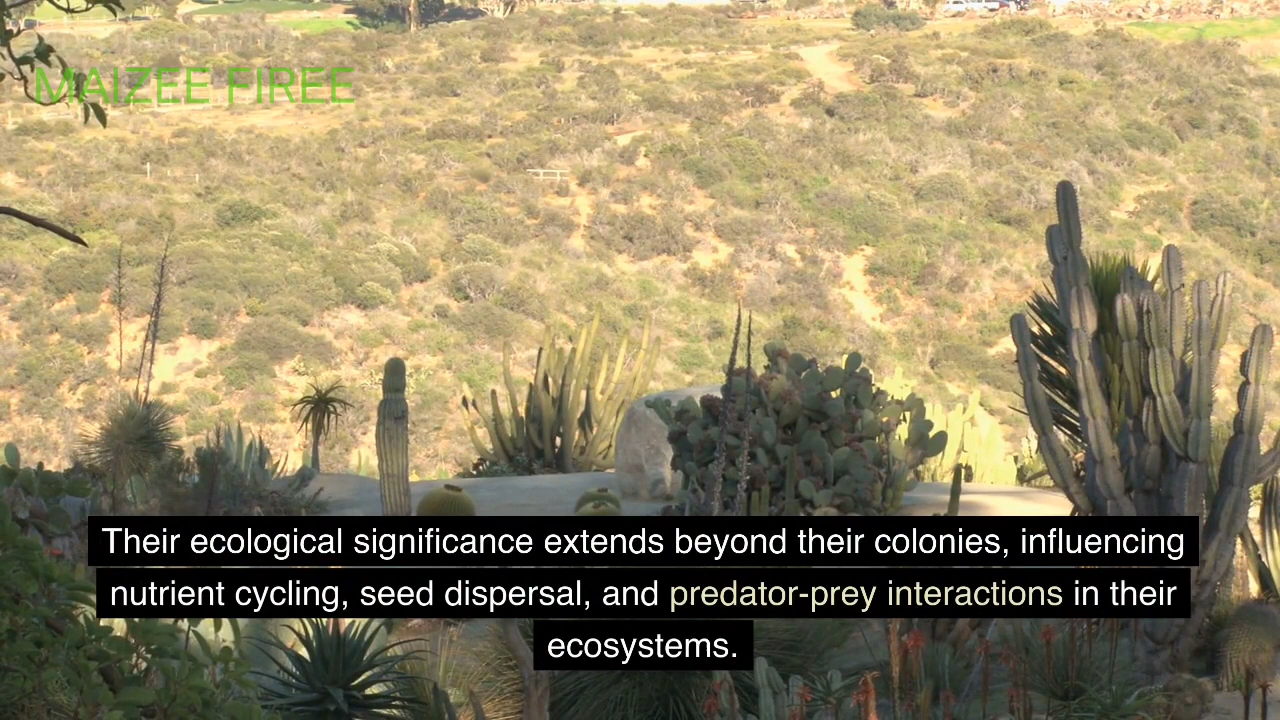 MAIZEE FIREE
Their ecological significance extends beyond their colonies, influencing
nutrient cycling, seed dispersal, and predator-prey interactions in their
ecosystems.